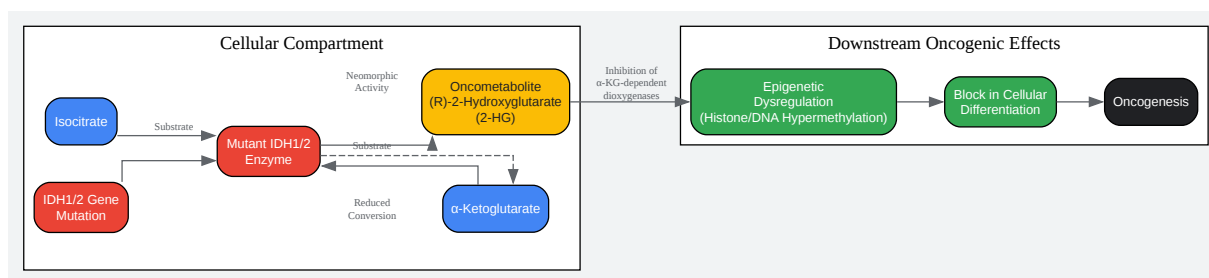 Cellular Compartment
Isocitrate
Substrate
IDH1/2 Gene
Mutation
Mutant IDH1/2
Enzyme
Neomorphic
Activity
Oncometabolite
(R)-2-Hydroxyglutarate
(2-HG)
Substrate
Reduced
Conversion
α-Ketoglutarate
Inhibition of
α-KG-dependent
dioxygenases
Downstream Oncogenic Effects
Epigenetic
Dysregulation
(Histone/DNA Hypermethylation)
Block in Cellular
Differentiation
Oncogenesis